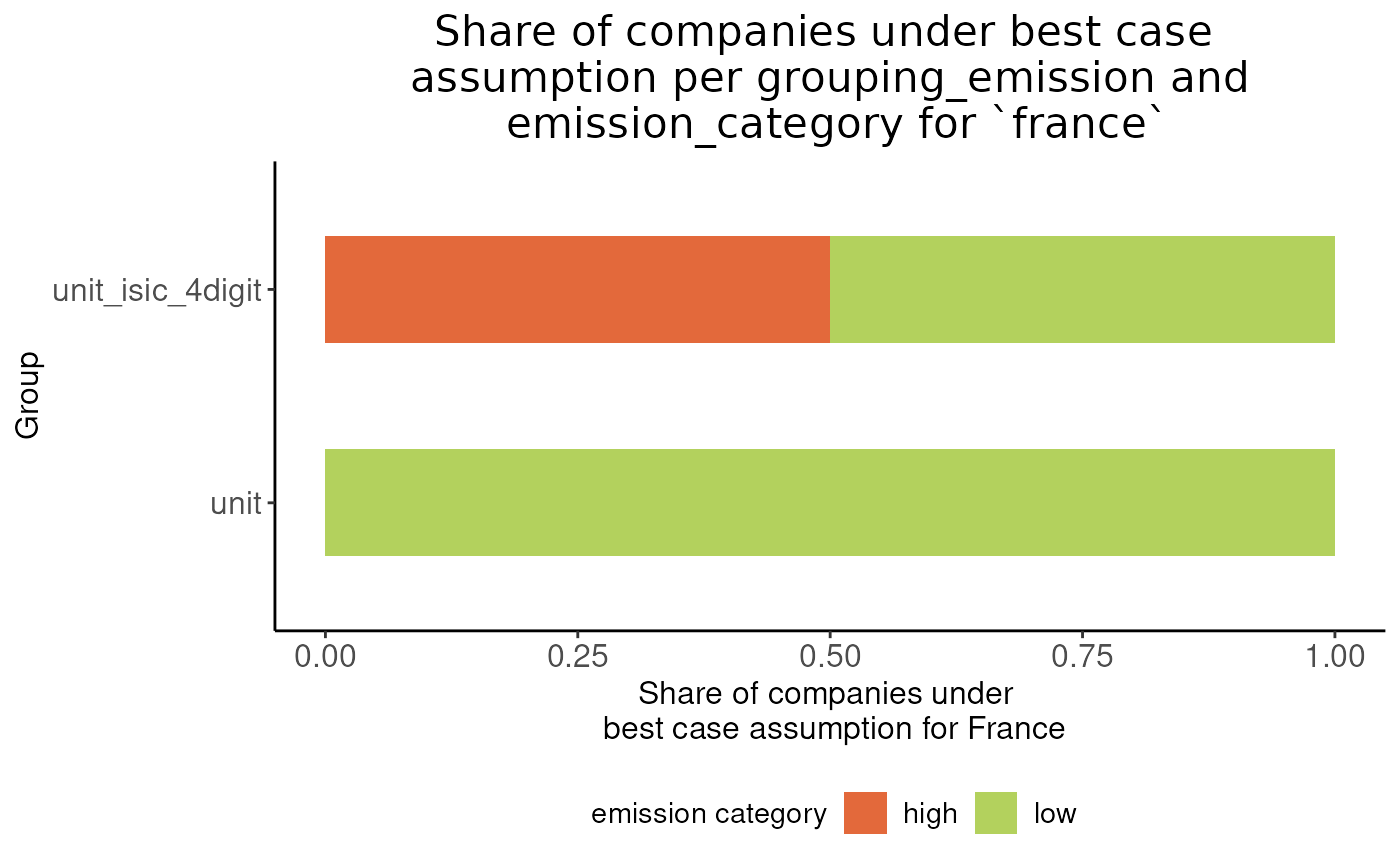 Share of companies under best case
assumption per grouping_emission and
emission_category for `france`
unit_isic_4digit
Group
unit
0.00 0.25 0.50 0.75 1.00
Share of companies under
best case assumption for France
emission category high low